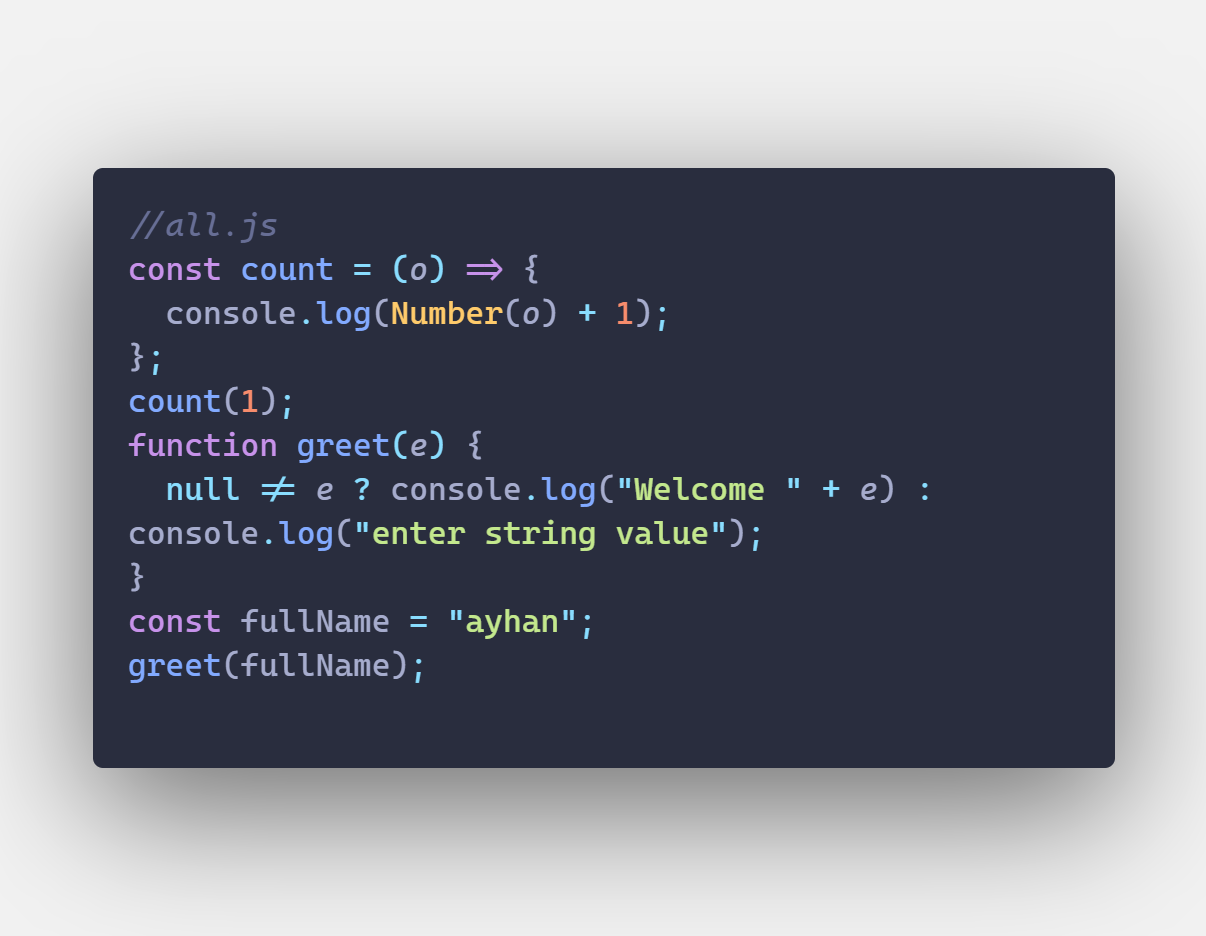 //all.js
const count = (o) => {
  console.log(Number(o) + 1);
};
count(1);
function greet(e) {
  null != e ? console.log("Welcome " + e) :
console.log("enter string value");
}
const fullName = "ayhan";
greet(fullName);